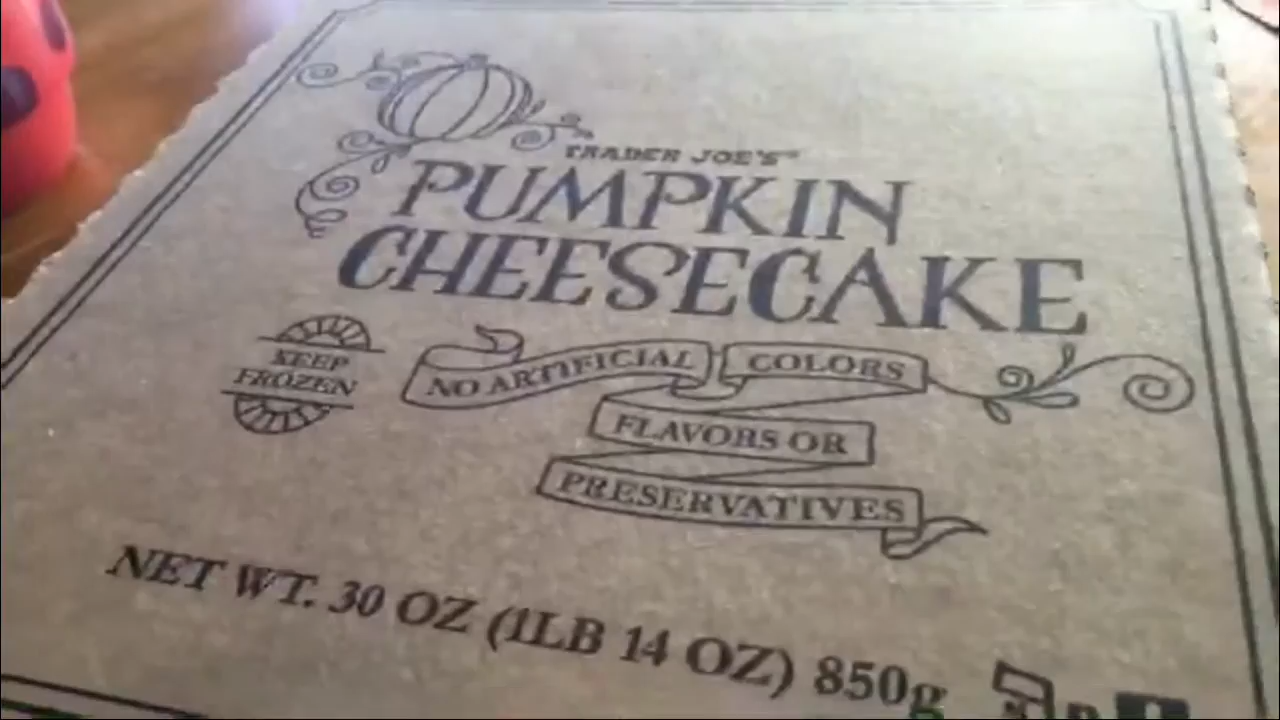 TRADER JOE'S®
PUMPKIN
CHEESECAKE
KEEP
FROZEN
NO ARTIFICIAL COLORS
FLAVORS OR
PRESERVATIVES
NET WT. 30 OZ (1LB 14 OZ) 850g